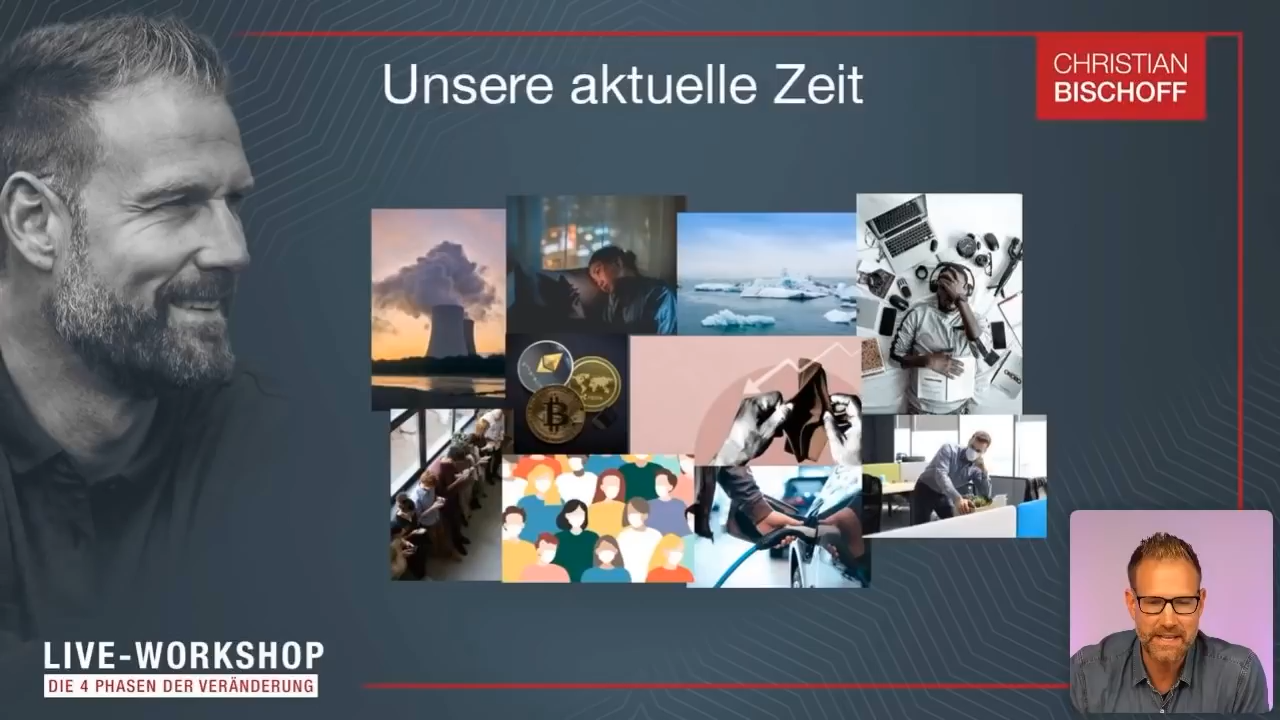 Unsere aktuelle Zeit
CHRISTIAN
BISCHOFF
LIVE-WORKSHOP
DIE 4 PHASEN DER VERÄNDERUNG